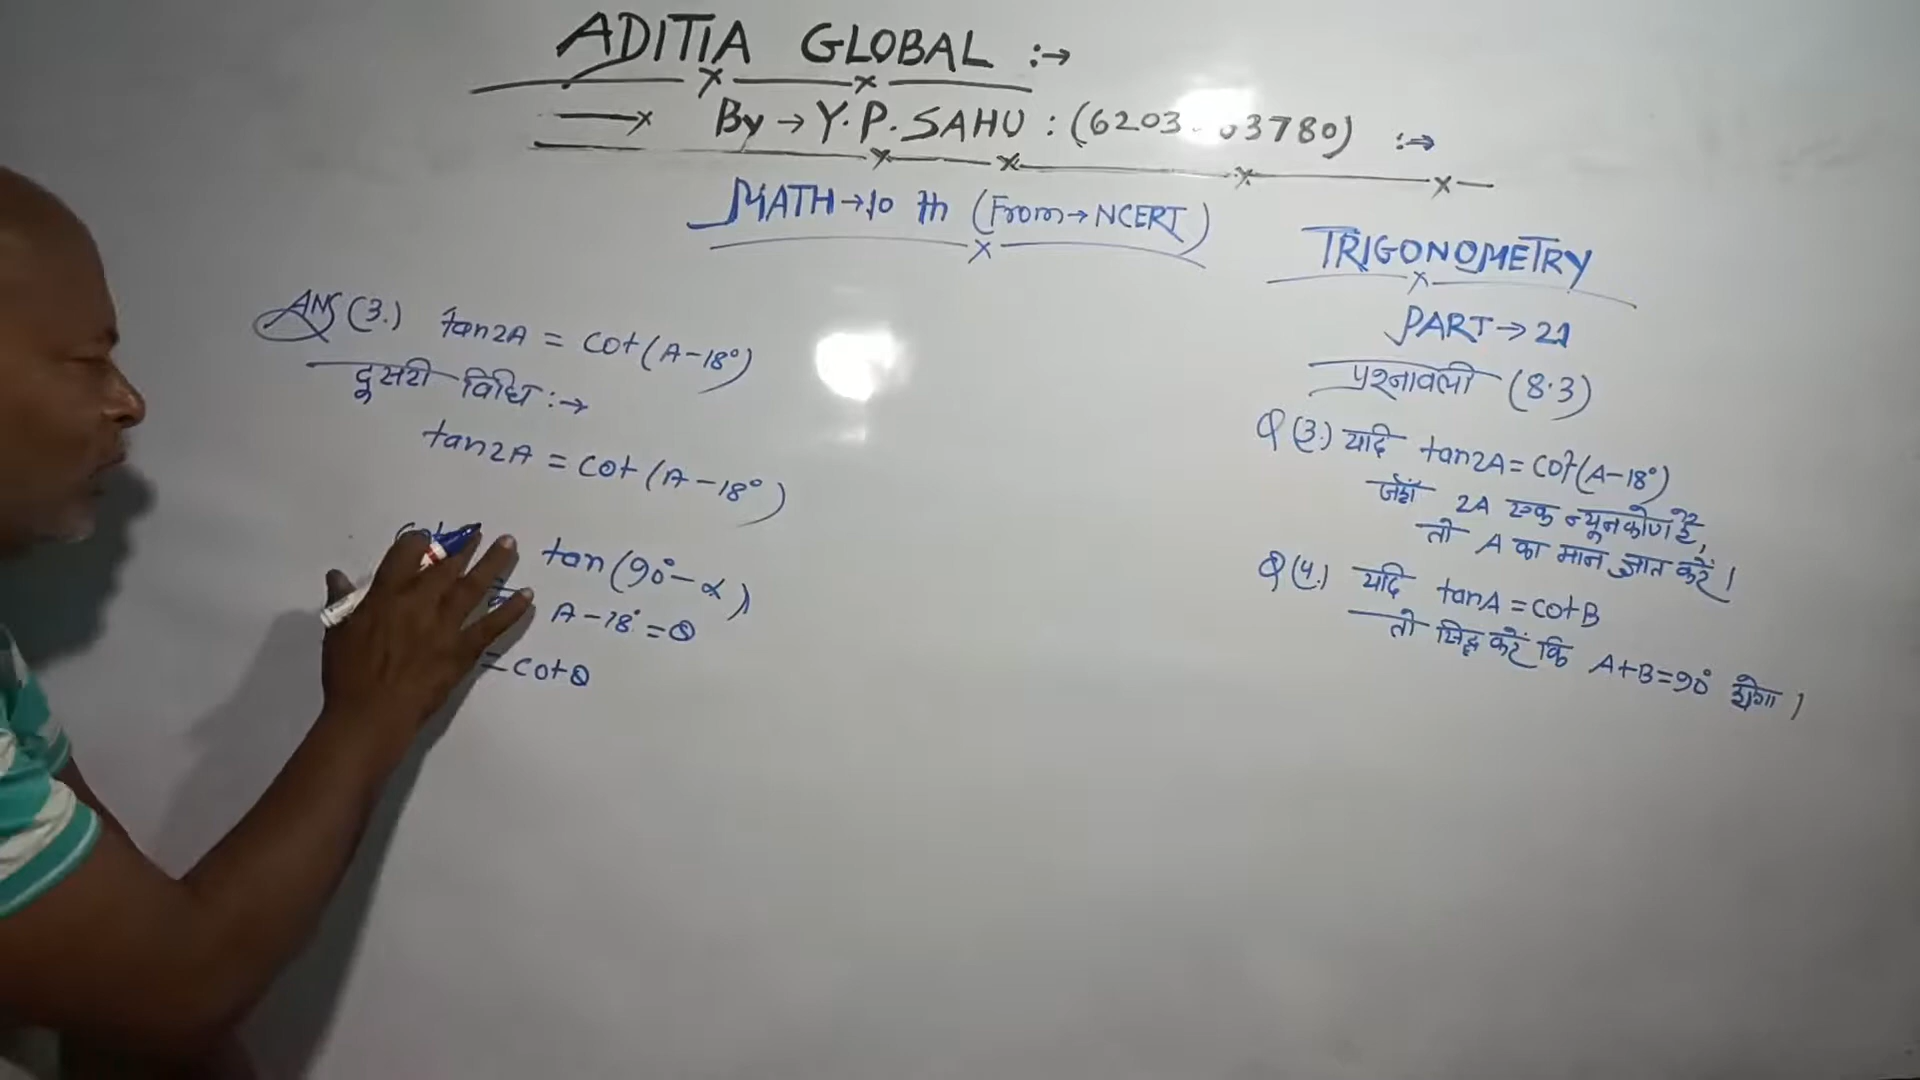 ADITIA GLOBAL :→
By → Y.P.SAHU : (6203 3780) :⇒
MATH → 10 th (From → NCERT)
TRIGONOMETRY
PART → 21
प्रश्नावली (8.3)
Q (3.) यदि tan2A = cot(A-18°)
जहाँ 2A एक न्यूनकोण है,
तो A का मान ज्ञात करें।
Q (4.) यदि tanA = cotB
तो सिद्ध करें कि A+B=90° होगा।
ANS (3.) tan2A = cot(A-18°)
दूसरी विधि :→
tan2A = cot(A-18°)
tan(90°-α)
A-18° = θ
= cotθ